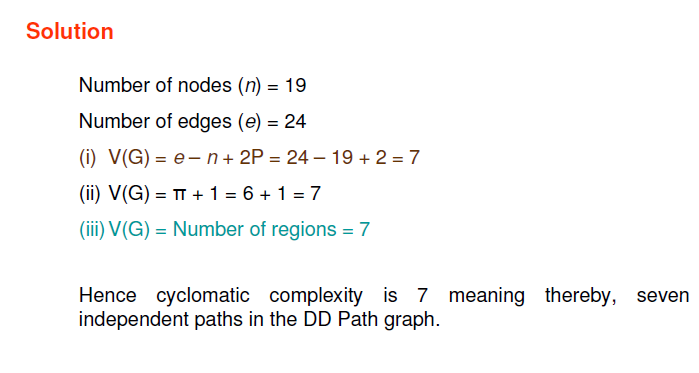 Solution
Number of nodes (n) = 19
Number of edges (e) = 24
(i) V(G) = e – n + 2P = 24 – 19 + 2 = 7
(ii) V(G) = π + 1 = 6 + 1 = 7
(iii) V(G) = Number of regions = 7
Hence cyclomatic complexity is 7 meaning thereby, seven
independent paths in the DD Path graph.